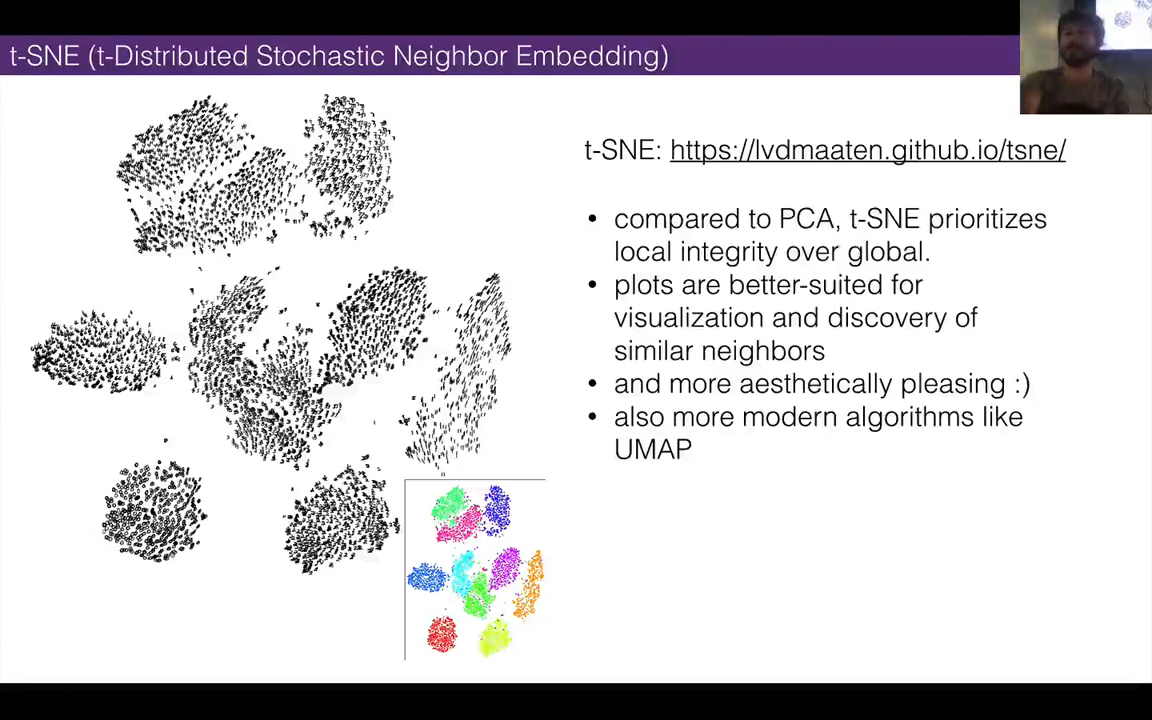 t-SNE (t-Distributed Stochastic Neighbor Embedding)
t-SNE: https://lvdmaaten.github.io/tsne/
• compared to PCA, t-SNE prioritizes
local integrity over global.
• plots are better-suited for
visualization and discovery of
similar neighbors
• and more aesthetically pleasing :)
• also more modern algorithms like
UMAP